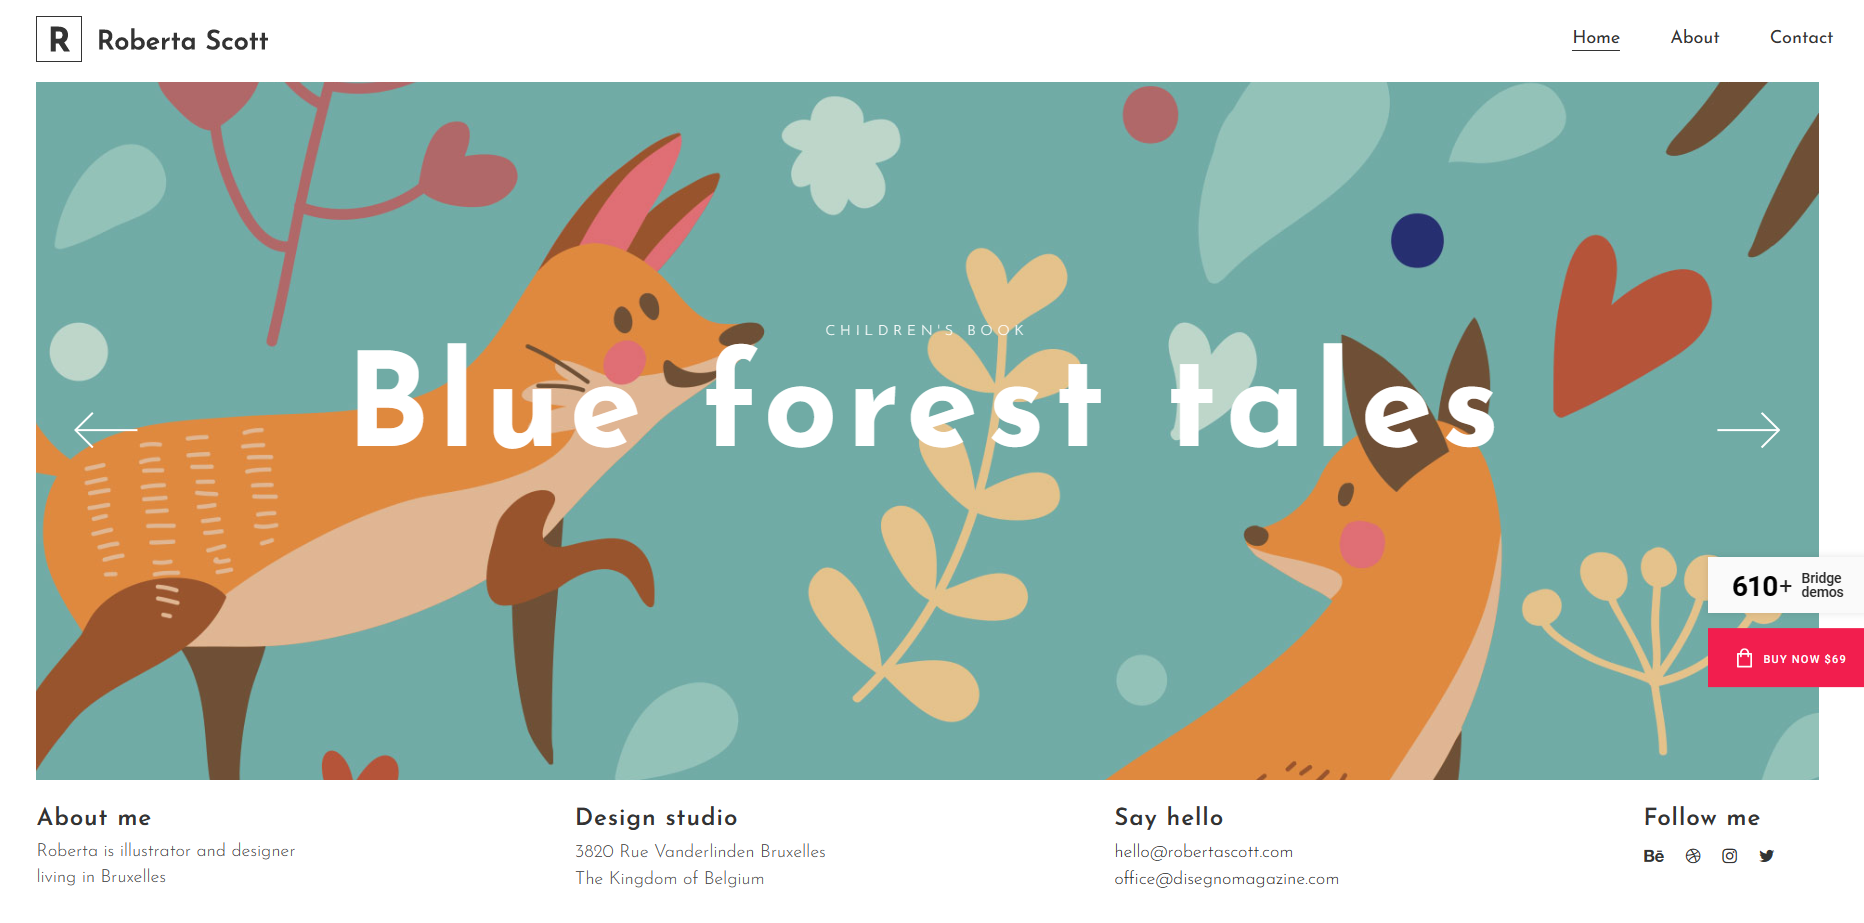 R Roberta Scott
Home About Contact
CHILDREN'S BOOK
Blue forest tales
610+ Bridge demos
BUY NOW $69
About me
Roberta is illustrator and designer
living in Bruxelles
Design studio
3820 Rue Vanderlinden Bruxelles
The Kingdom of Belgium
Say hello
hello@robertascott.com
office@disegnomagazine.com
Follow me
Bē